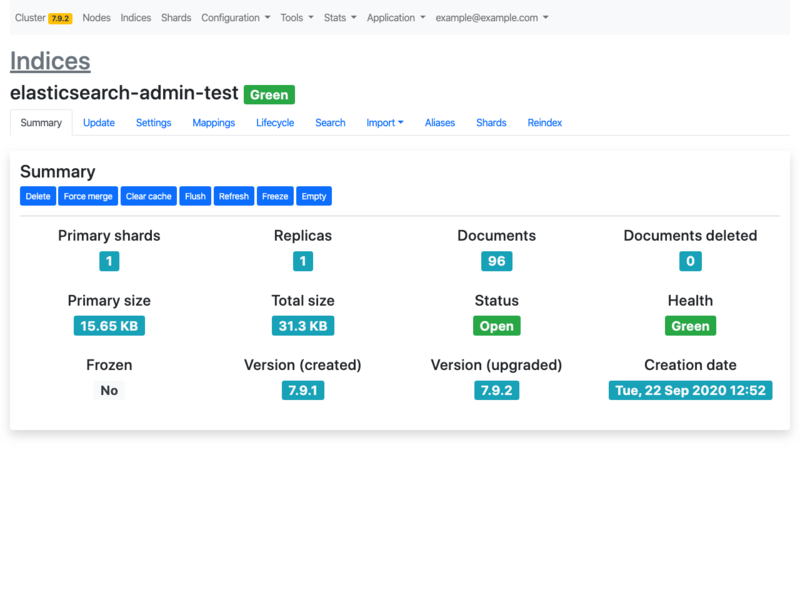 Cluster 7.9.2 Nodes Indices Shards Configuration Tools Stats Application example@example.com
Indices
elasticsearch-admin-test Green
Summary Update Settings Mappings Lifecycle Search Import Aliases Shards Reindex
Summary
Delete Force merge Clear cache Flush Refresh Freeze Empty
Primary shards Replicas Documents Documents deleted
1 1 96 0
Primary size Total size Status Health
15.65 KB 31.3 KB Open Green
Frozen Version (created) Version (upgraded) Creation date
No 7.9.1 7.9.2 Tue, 22 Sep 2020 12:52